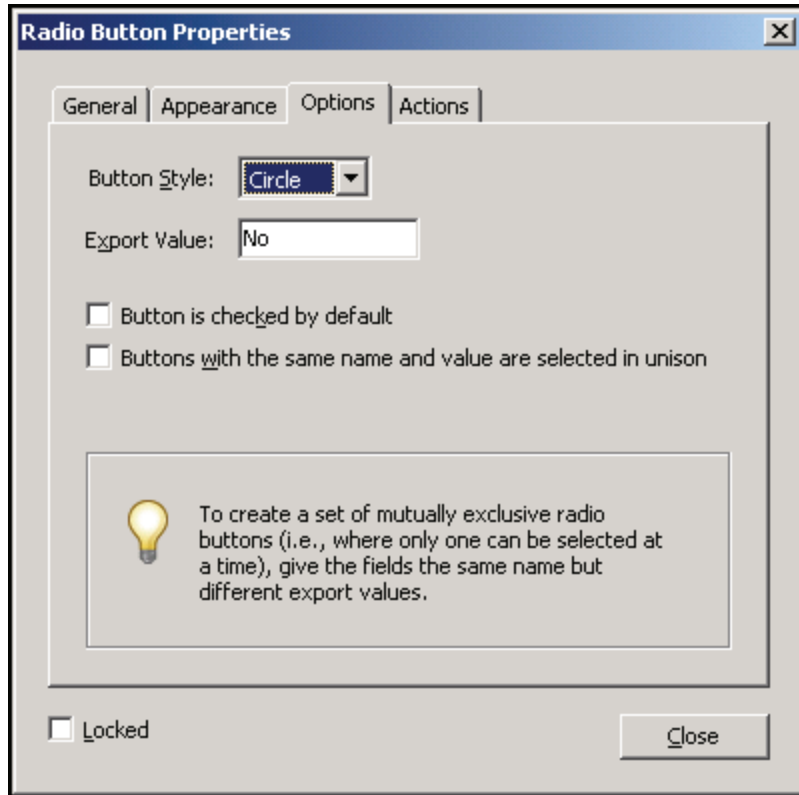 Radio Button Properties
General Appearance Options Actions
Button Style: Circle
Export Value: No
Button is checked by default
Buttons with the same name and value are selected in unison
To create a set of mutually exclusive radio
buttons (i.e., where only one can be selected at
a time), give the fields the same name but
different export values.
Locked
Close